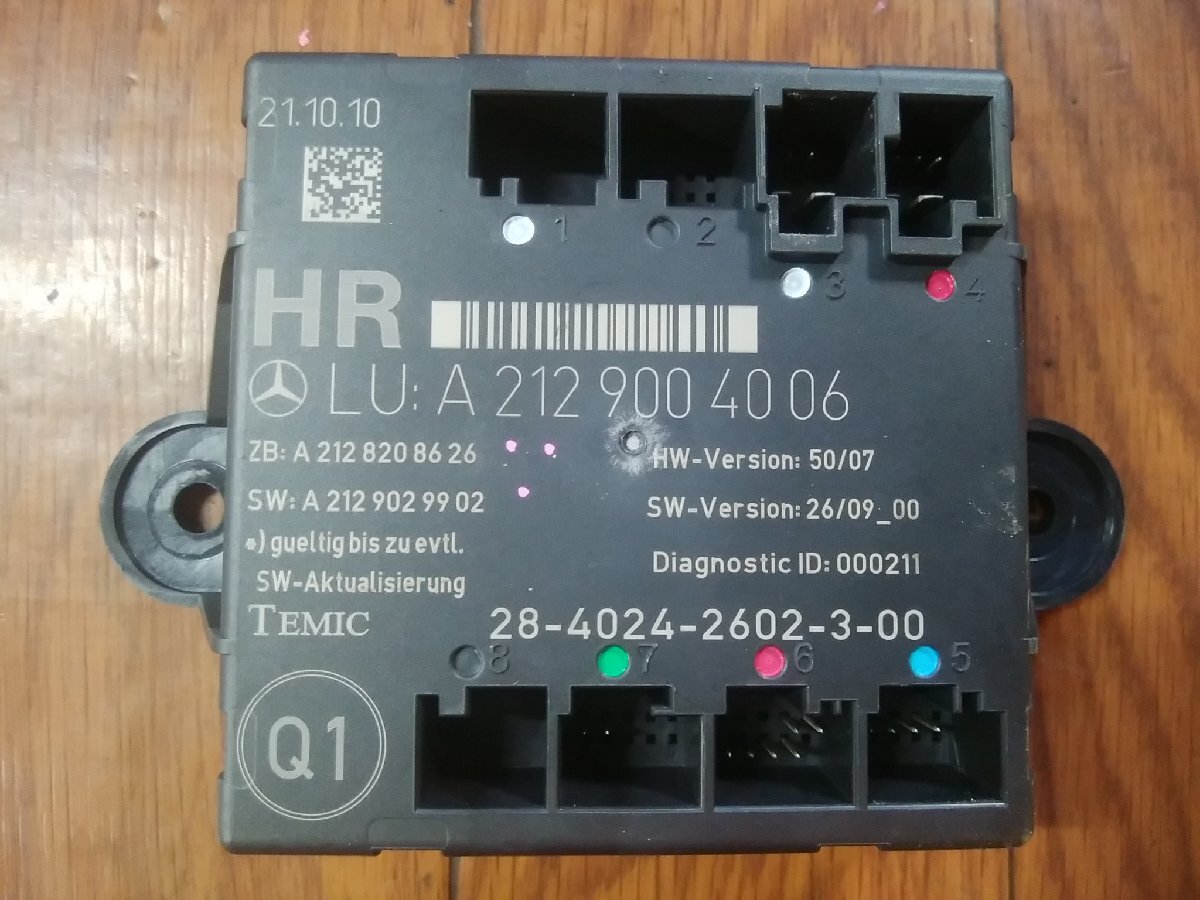 21.10.10
1
2
3
4
HR
LU: A 212 900 40 06
ZB: A 212 820 86 26
HW-Version: 50/07
SW: A 212 902 99 02
SW-Version: 26/09_00
*) gueltig bis zu evtl.
SW-Aktualisierung
Diagnostic ID: 000211
TEMIC
28-4024-2602-3-00
8
7
6
5
Q1